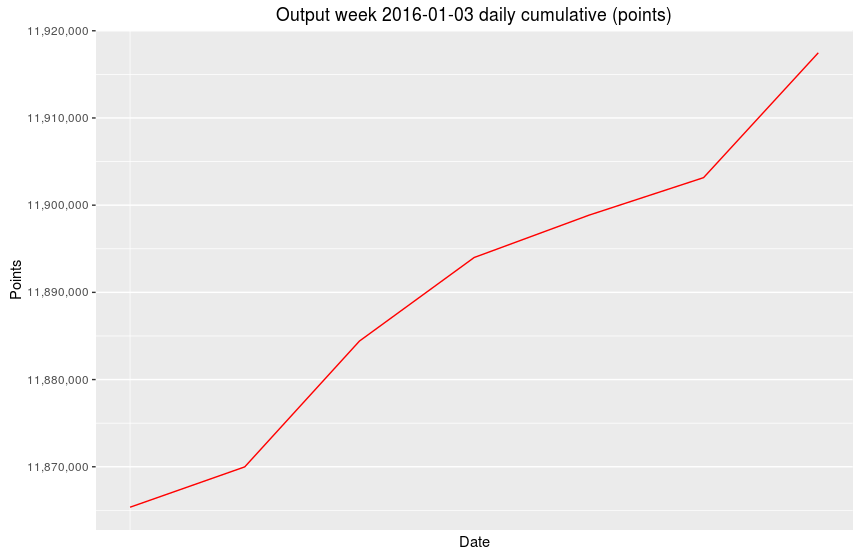 Output week 2016-01-03 daily cumulative (points)
11,920,000
11,910,000
11,900,000
11,890,000
11,880,000
11,870,000
Points
Date